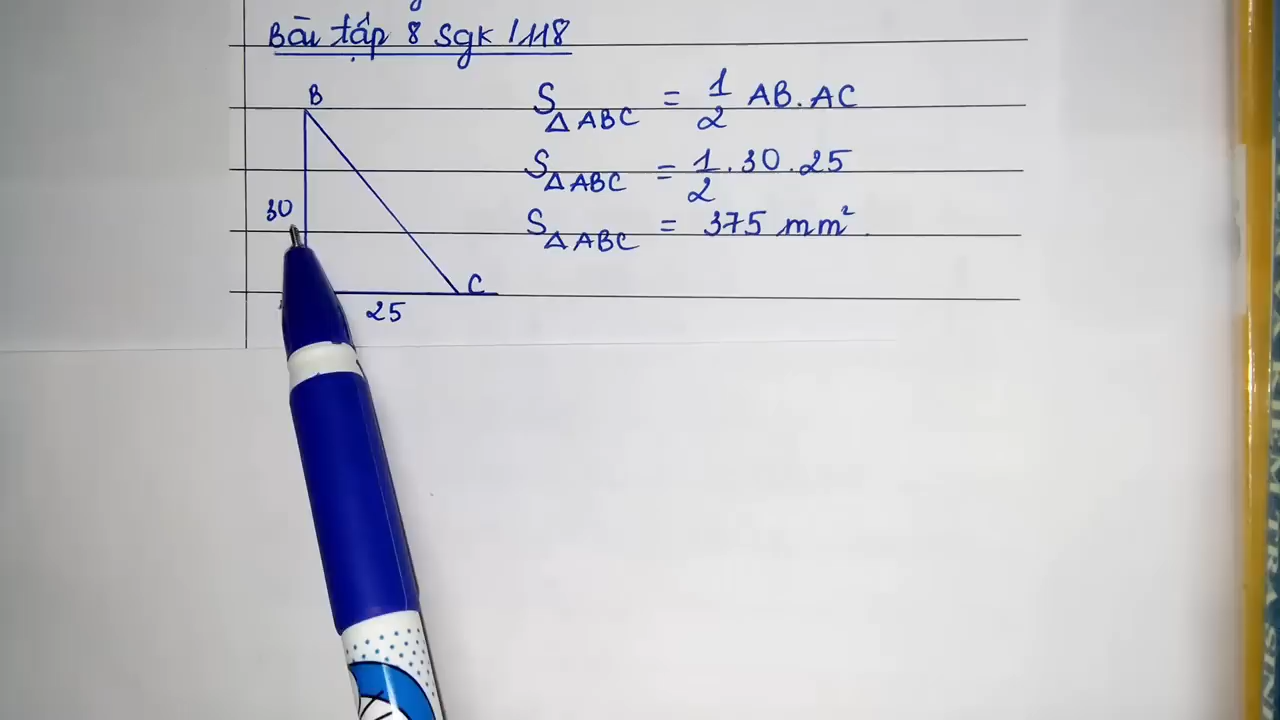 Bài tập 8 sgk /118
B
S△ABC = 1/2 AB.AC
S△ABC = 1/2 . 30 . 25
30
S△ABC = 375 mm²
C
25